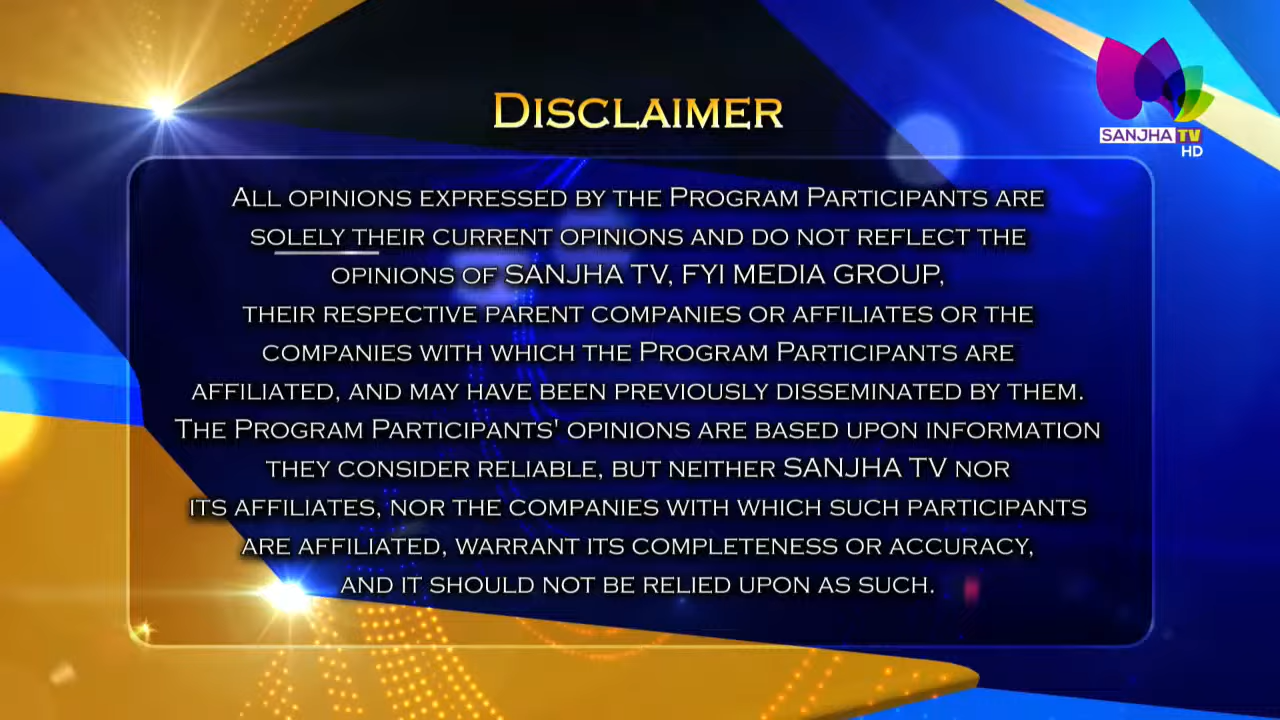 DISCLAIMER
SANJHA TV
HD
ALL OPINIONS EXPRESSED BY THE PROGRAM PARTICIPANTS ARE
SOLELY THEIR CURRENT OPINIONS AND DO NOT REFLECT THE
OPINIONS OF SANJHA TV, FYI MEDIA GROUP,
THEIR RESPECTIVE PARENT COMPANIES OR AFFILIATES OR THE
COMPANIES WITH WHICH THE PROGRAM PARTICIPANTS ARE
AFFILIATED, AND MAY HAVE BEEN PREVIOUSLY DISSEMINATED BY THEM.
THE PROGRAM PARTICIPANTS' OPINIONS ARE BASED UPON INFORMATION
THEY CONSIDER RELIABLE, BUT NEITHER SANJHA TV NOR
ITS AFFILIATES, NOR THE COMPANIES WITH WHICH SUCH PARTICIPANTS
ARE AFFILIATED, WARRANT ITS COMPLETENESS OR ACCURACY,
AND IT SHOULD NOT BE RELIED UPON AS SUCH.